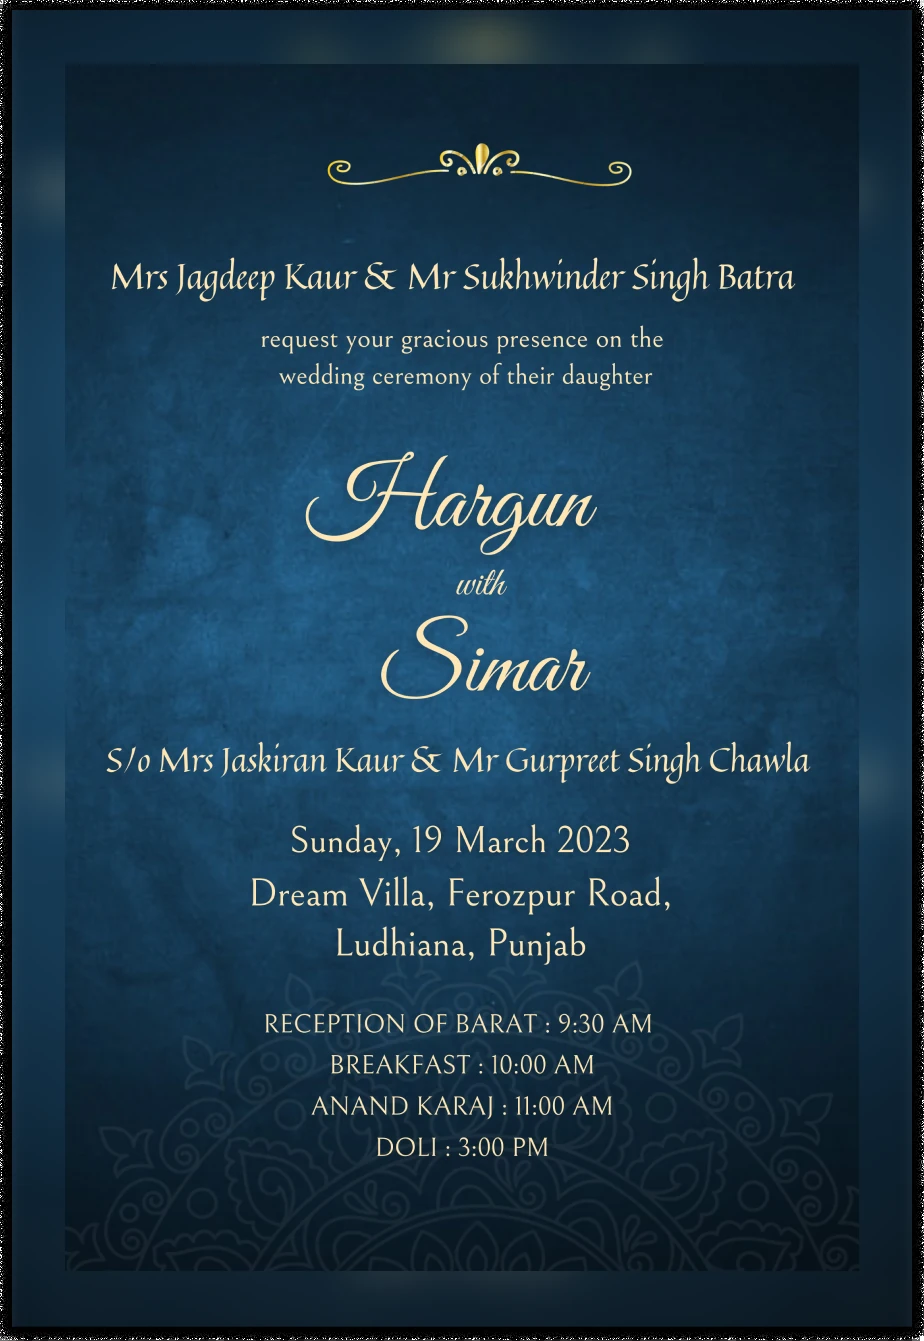 Mrs Jagdeep Kaur & Mr Sukhwinder Singh Batra
request your gracious presence on the
wedding ceremony of their daughter
Hargun
with
Simar
S/o Mrs Jaskiran Kaur & Mr Gurpreet Singh Chawla
Sunday, 19 March 2023
Dream Villa, Ferozpur Road,
Ludhiana, Punjab
RECEPTION OF BARAT : 9:30 AM
BREAKFAST : 10:00 AM
ANAND KARAJ : 11:00 AM
DOLI : 3:00 PM